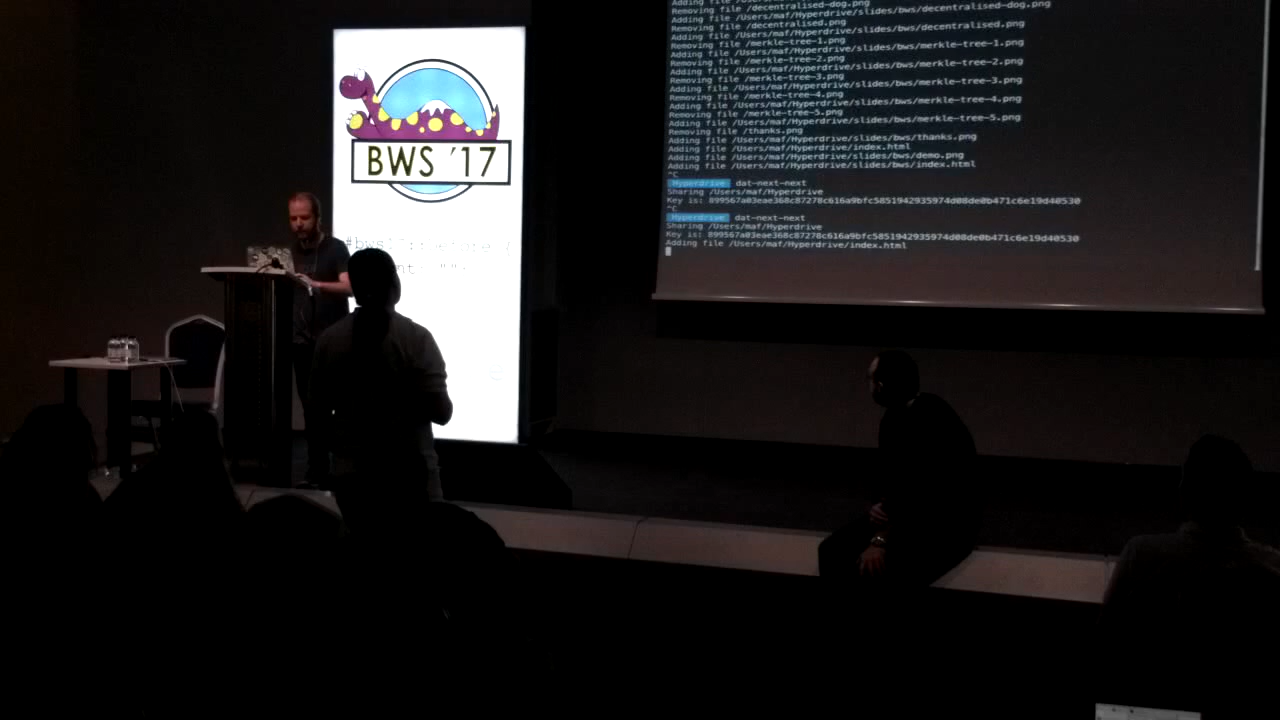 BWS '17
Adding file /Users/maf/Hyperdrive/slides/bws/decentralised-dog.png
Removing file /decentralised.png
Adding file /Users/maf/Hyperdrive/slides/bws/decentralised.png
Removing file /merkle-tree-1.png
Adding file /Users/maf/Hyperdrive/slides/bws/merkle-tree-1.png
Removing file /merkle-tree-2.png
Adding file /Users/maf/Hyperdrive/slides/bws/merkle-tree-2.png
Removing file /merkle-tree-3.png
Adding file /Users/maf/Hyperdrive/slides/bws/merkle-tree-3.png
Removing file /merkle-tree-4.png
Adding file /Users/maf/Hyperdrive/slides/bws/merkle-tree-4.png
Removing file /merkle-tree-5.png
Adding file /Users/maf/Hyperdrive/slides/bws/merkle-tree-5.png
Removing file /thanks.png
Adding file /Users/maf/Hyperdrive/slides/bws/thanks.png
Adding file /Users/maf/Hyperdrive/index.html
Adding file /Users/maf/Hyperdrive/slides/bws/demo.png
Adding file /Users/maf/Hyperdrive/slides/bws/index.html
^C
Hyperdrive dat-next-next
Sharing /Users/maf/Hyperdrive
Key is: 899567a03eae368c87278c616a9bfc5851942935974d08de0b471c6e19d40530
^C
Hyperdrive dat-next-next
Sharing /Users/maf/Hyperdrive
Key is: 899567a03eae368c87278c616a9bfc5851942935974d08de0b471c6e19d40530
Adding file /Users/maf/Hyperdrive/index.html